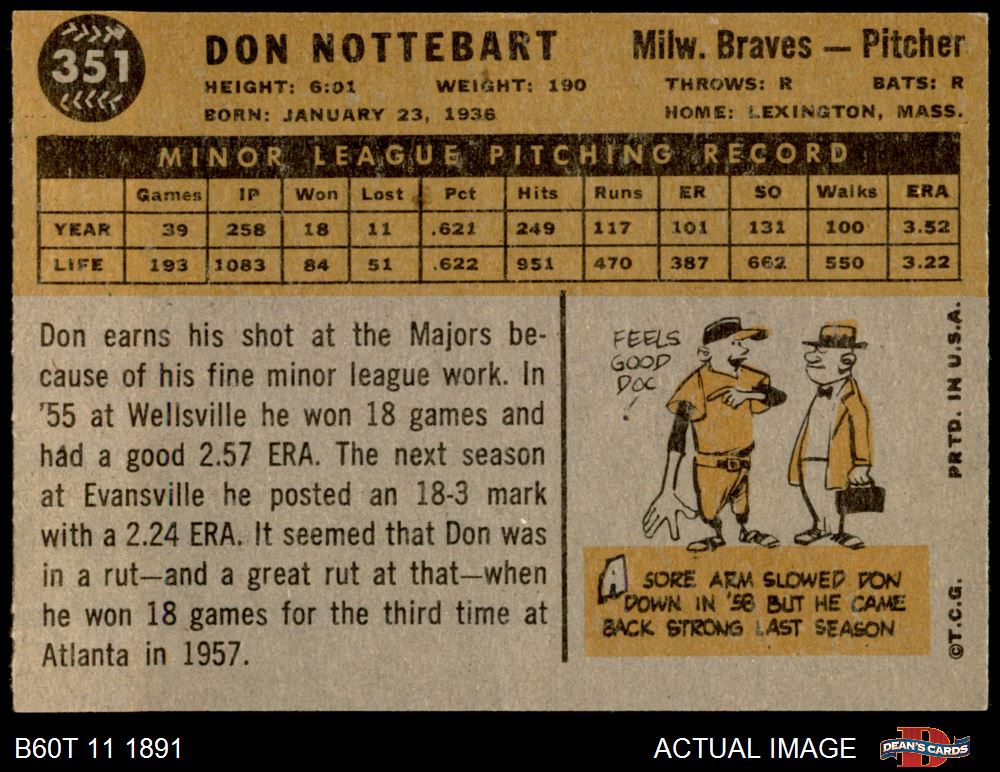 351
DON NOTTEBART
Milw. Braves — Pitcher
HEIGHT: 6:01 WEIGHT: 190 THROWS: R BATS: R
BORN: JANUARY 23, 1936 HOME: LEXINGTON, MASS.
MINOR LEAGUE PITCHING RECORD
Games IP Won Lost Pct Hits Runs ER SO Walks ERA
YEAR 39 258 18 11 .621 249 117 101 131 100 3.52
LIFE 193 1083 84 51 .622 951 470 387 662 550 3.22
Don earns his shot at the Majors be-
cause of his fine minor league work. In
'55 at Wellsville he won 18 games and
had a good 2.57 ERA. The next season
at Evansville he posted an 18-3 mark
with a 2.24 ERA. It seemed that Don was
in a rut—and a great rut at that—when
he won 18 games for the third time at
Atlanta in 1957.
FEELS
GOOD
DOC
!
A SORE ARM SLOWED DON
DOWN IN '58 BUT HE CAME
BACK STRONG LAST SEASON
©T.C.G. PRTD. IN U.S.A.
B60T 11 1891
ACTUAL IMAGE
D
DEAN'S CARDS